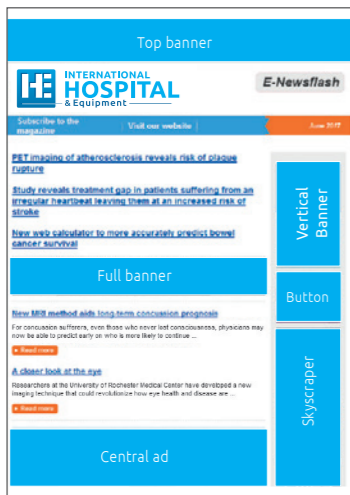 Top banner
HE INTERNATIONAL
HOSPITAL
& Equipment
E-Newsflash
Subscribe to the
magazine
Visit our website
June 2017
PET imaging of atherosclerosis reveals risk of plaque
rupture
Study reveals treatment gap in patients suffering from an
irregular heartbeat leaving them at an increased risk of
stroke
New web calculator to more accurately predict bowel
cancer survival
Vertical
Banner
Full banner
Button
New MRI method aids long term concussion prognosis
For concussion sufferers, even those who never lost consciousness, physicians may
now be able to predict early on who is more likely to continue ...
Read more
A closer look at the eye
Researchers at the University of Rochester Medical Center have developed a new
imaging technique that could revolutionize how eye health and disease are ...
Read more
Skyscraper
Central ad